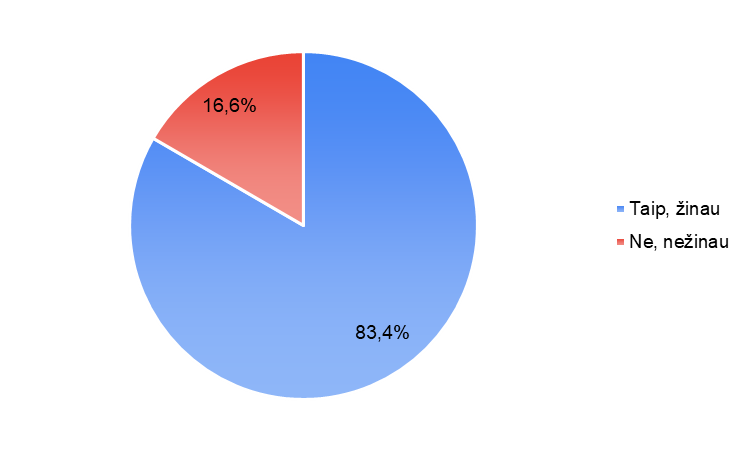 16,6%
Taip, žinau
Ne, nežinau
83,4%